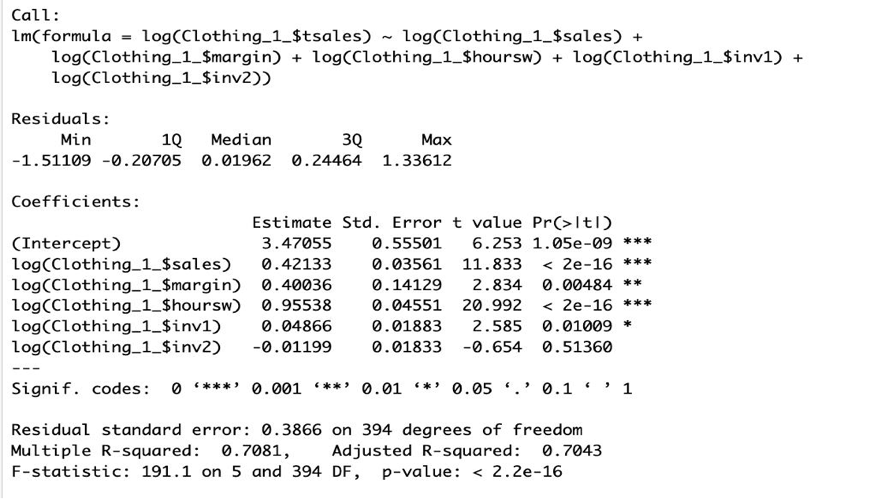 Call:
lm(formula = log(Clothing_1_$tsales) ~ log(Clothing_1_$sales) +
    log(Clothing_1_$margin) + log(Clothing_1_$hoursw) + log(Clothing_1_$inv1) +
    log(Clothing_1_$inv2))

Residuals:
     Min       1Q   Median       3Q      Max
-1.51109 -0.20705  0.01962  0.24464  1.33612

Coefficients:
                        Estimate Std. Error t value Pr(>|t|)
(Intercept)              3.47055    0.55501   6.253 1.05e-09 ***
log(Clothing_1_$sales)   0.42133    0.03561  11.833  < 2e-16 ***
log(Clothing_1_$margin)  0.40036    0.14129   2.834  0.00484 **
log(Clothing_1_$hoursw)  0.95538    0.04551  20.992  < 2e-16 ***
log(Clothing_1_$inv1)    0.04866    0.01883   2.585  0.01009 *
log(Clothing_1_$inv2)   -0.01199    0.01833  -0.654  0.51360
---
Signif. codes:  0 ‘***’ 0.001 ‘**’ 0.01 ‘*’ 0.05 ‘.’ 0.1 ‘ ’ 1

Residual standard error: 0.3866 on 394 degrees of freedom
Multiple R-squared:  0.7081,    Adjusted R-squared:  0.7043
F-statistic: 191.1 on 5 and 394 DF,  p-value: < 2.2e-16